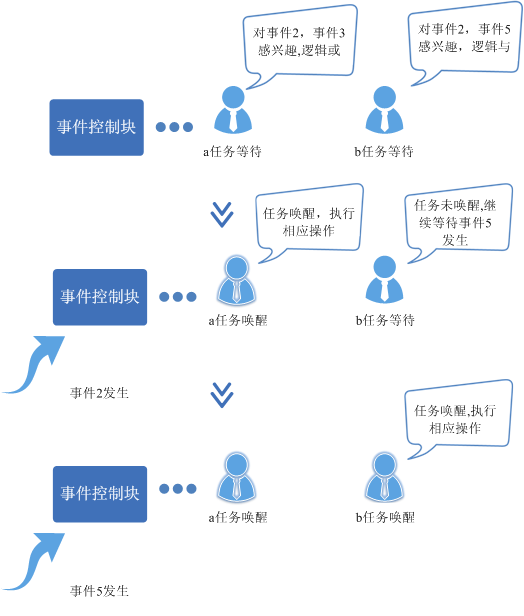 对事件2，事件3
感兴趣,逻辑或
对事件2，事件5
感兴趣，逻辑与
事件控制块
a任务等待
b任务等待
任务唤醒，执行
相应操作
任务未唤醒,继
续等待事件5
发生
事件控制块
a任务唤醒
b任务等待
事件2发生
任务唤醒,执行
相应操作
事件控制块
a任务唤醒
b任务唤醒
事件5发生